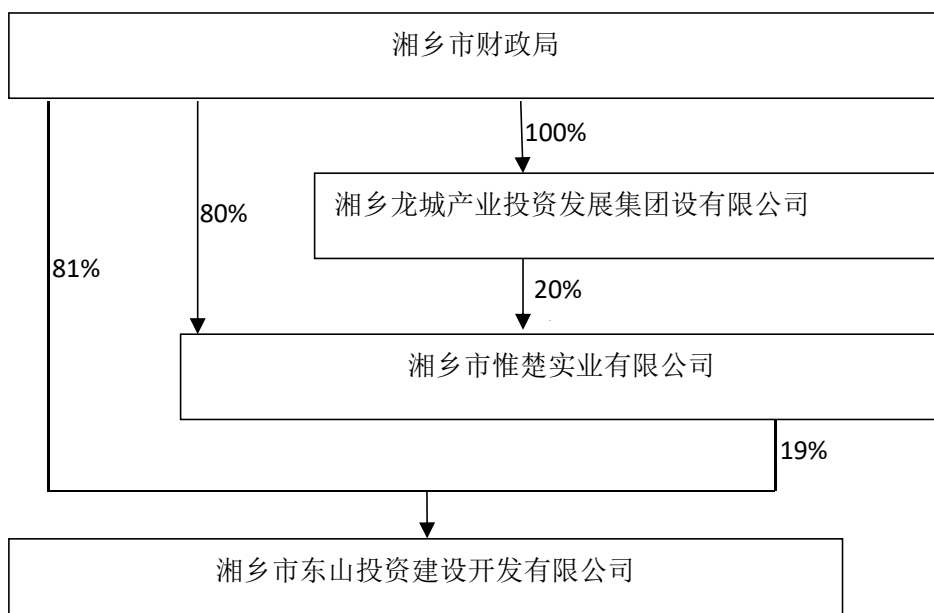 湘乡市财政局
100%
湘乡龙城产业投资发展集团设有限公司
80%
81%
20%
湘乡市惟楚实业有限公司
19%
湘乡市东山投资建设开发有限公司